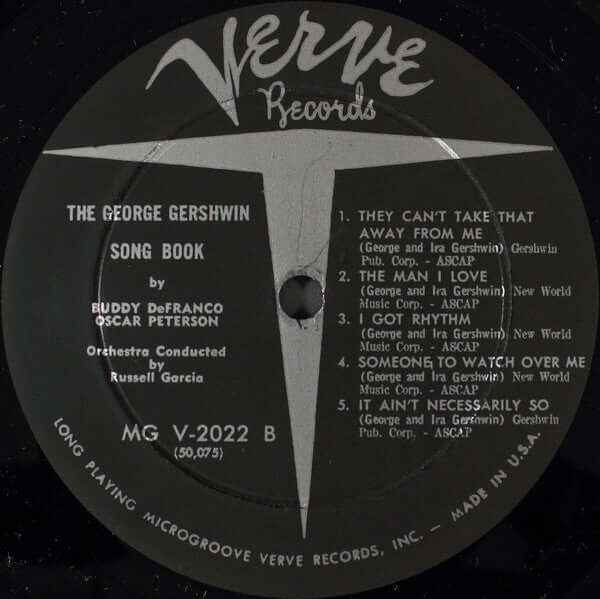 VERVE
Records
THE GEORGE GERSHWIN
SONG BOOK
by
BUDDY DeFRANCO
OSCAR PETERSON
Orchestra Conducted
by
Russell Garcia
MG V-2022 B
(50,075)
1. THEY CAN'T TAKE THAT
AWAY FROM ME
(George and Ira Gershwin) Gershwin
Pub. Corp. - ASCAP
2. THE MAN I LOVE
(George and Ira Gershwin) New World
Music Corp. - ASCAP
3. I GOT RHYTHM
(George and Ira Gershwin) New World
Music Corp. - ASCAP
4. SOMEONE TO WATCH OVER ME
(George and Ira Gershwin) New World
Music Corp. - ASCAP
5. IT AIN'T NECESSARILY SO
(George and Ira Gershwin) Gershwin
Pub. Corp. - ASCAP
LONG PLAYING MICROGROOVE VERVE RECORDS, INC. — MADE IN U.S.A.